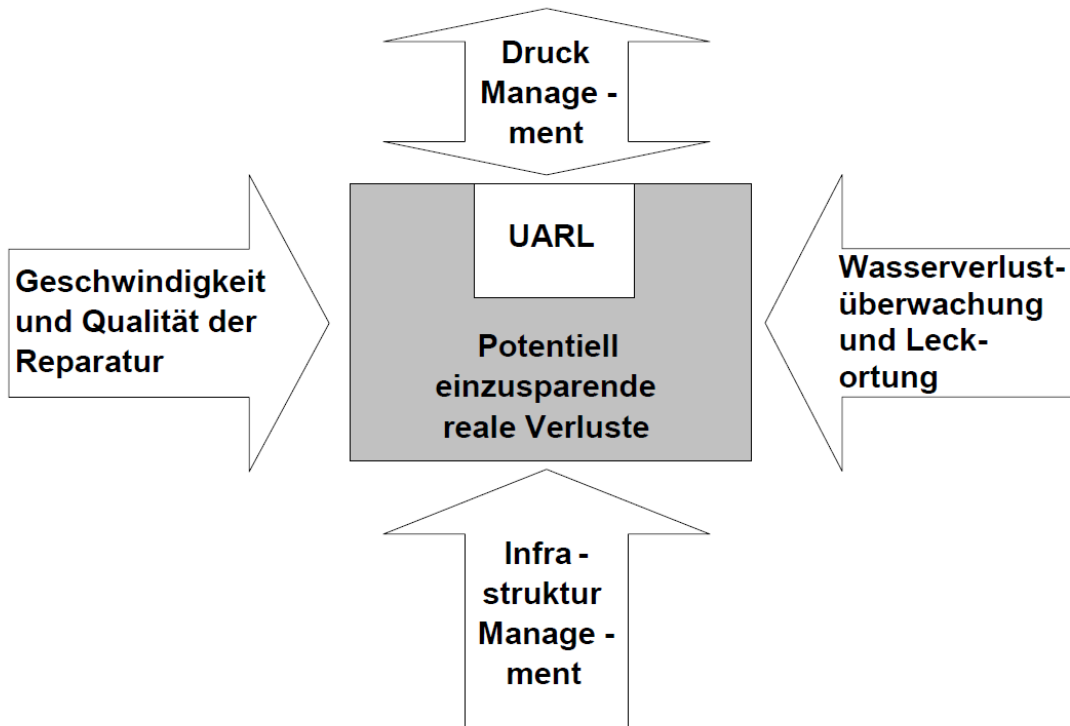 Druck
Manage -
ment
UARL
Geschwindigkeit
und Qualität der
Reparatur
Wasserverlust-
überwachung
und Leck-
ortung
Potentiell
einzusparende
reale Verluste
Infra -
struktur
Manage -
ment